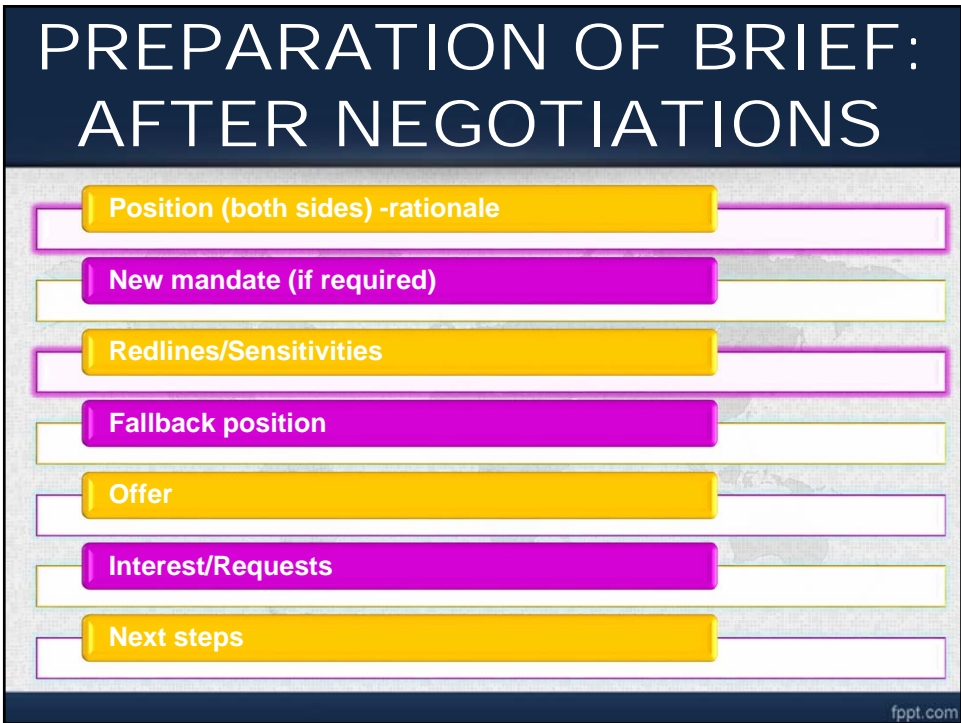 PREPARATION OF BRIEF:
AFTER NEGOTIATIONS
Position (both sides) -rationale
New mandate (if required)
Redlines/Sensitivities
Fallback position
Offer
Interest/Requests
Next steps
fppt.com